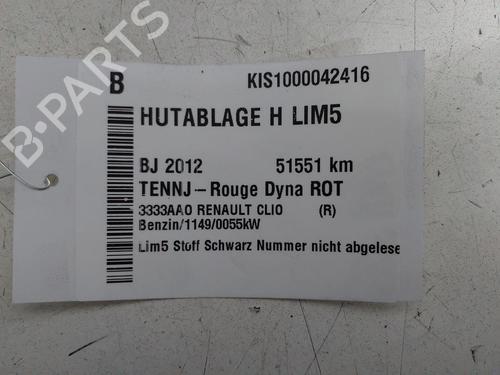 B KIS1000042416
HUTABLAGE H LIM5
BJ 2012 51551 km
TENNJ-Rouge Dyna ROT
3333AAO RENAULT CLIO (R)
Benzin/1149/0055kW
Lim5 Stoff Schwarz Nummer nicht abgelese
B-PARTS